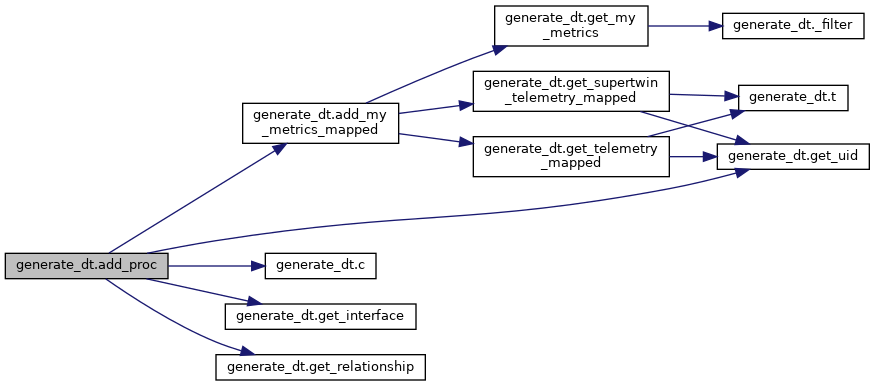 generate_dt.get_my
_metrics
generate_dt._filter
generate_dt.get_supertwin
_telemetry_mapped
generate_dt.t
generate_dt.add_my
_metrics_mapped
generate_dt.get_telemetry
_mapped
generate_dt.get_uid
generate_dt.add_proc
generate_dt.c
generate_dt.get_interface
generate_dt.get_relationship